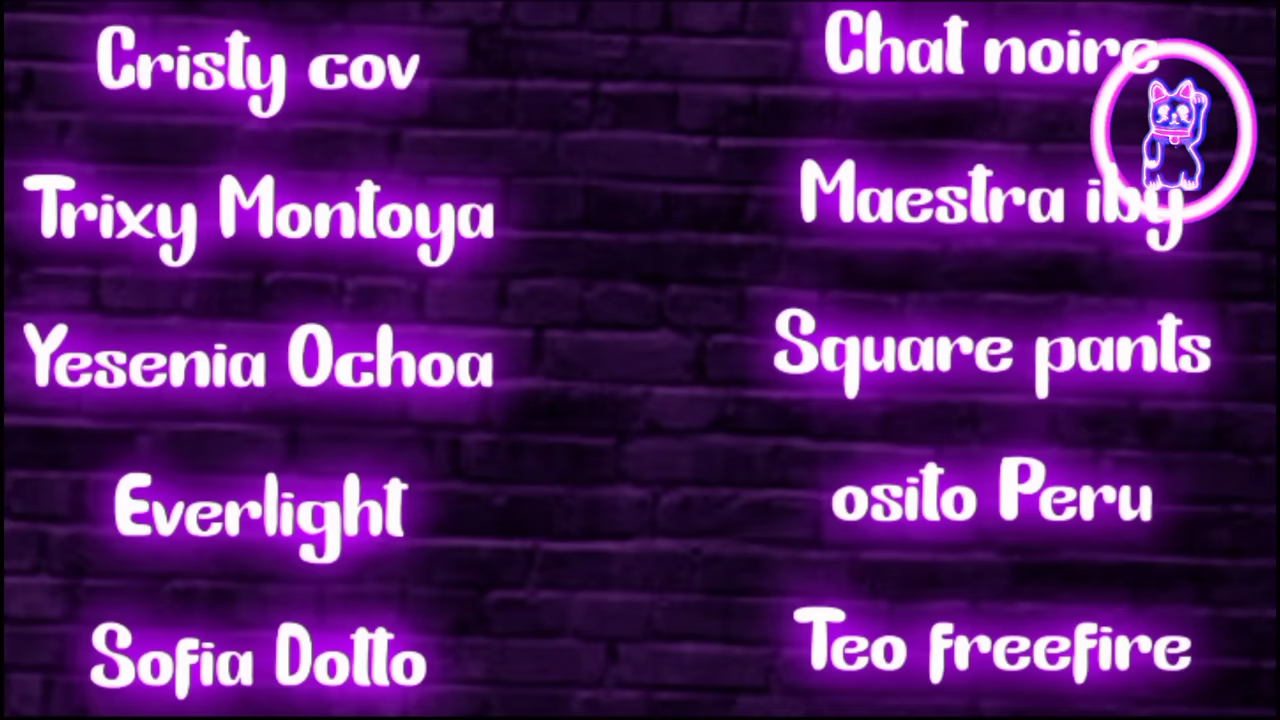 Cristy cov
Chat noire
Trixy Montoya
Maestra iby
Yesenia Ochoa
Square pants
Everlight
osito Peru
Sofia Dotto
Teo freefire